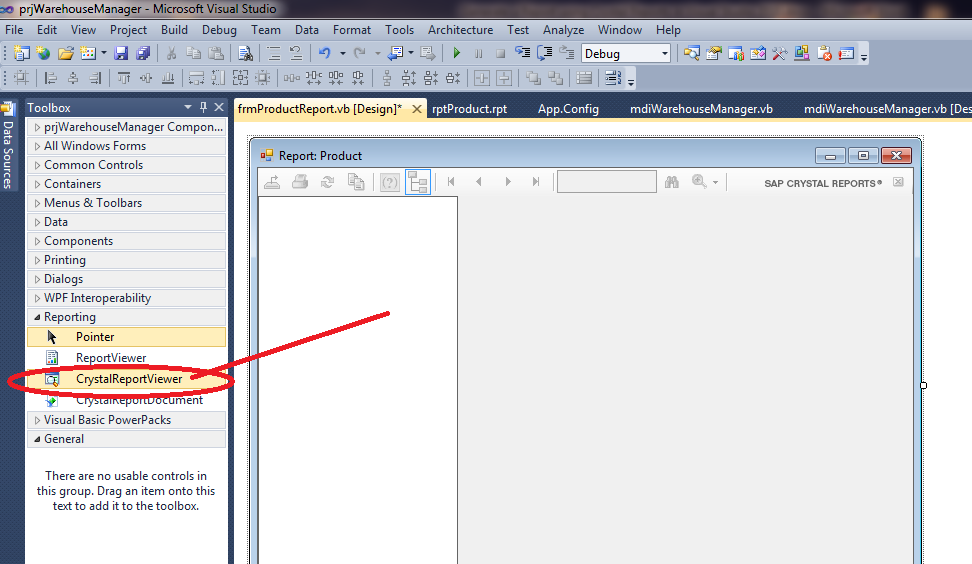 prjWarehouseManager - Microsoft Visual Studio
File Edit View Project Build Debug Team Data Format Tools Architecture Test Analyze Window Help
Debug
Data Sources
Toolbox
frmProductReport.vb [Design]* rptProduct.rpt App.Config mdiWarehouseManager.vb mdiWarehouseManager.vb [Des
prjWarehouseManager Compon...
All Windows Forms
Common Controls
Containers
Menus & Toolbars
Data
Components
Printing
Dialogs
WPF Interoperability
Reporting
Pointer
ReportViewer
CrystalReportViewer
CrystalReportDocument
Visual Basic PowerPacks
General
There are no usable controls in
this group. Drag an item onto this
text to add it to the toolbox.
Report: Product
SAP CRYSTAL REPORTS®